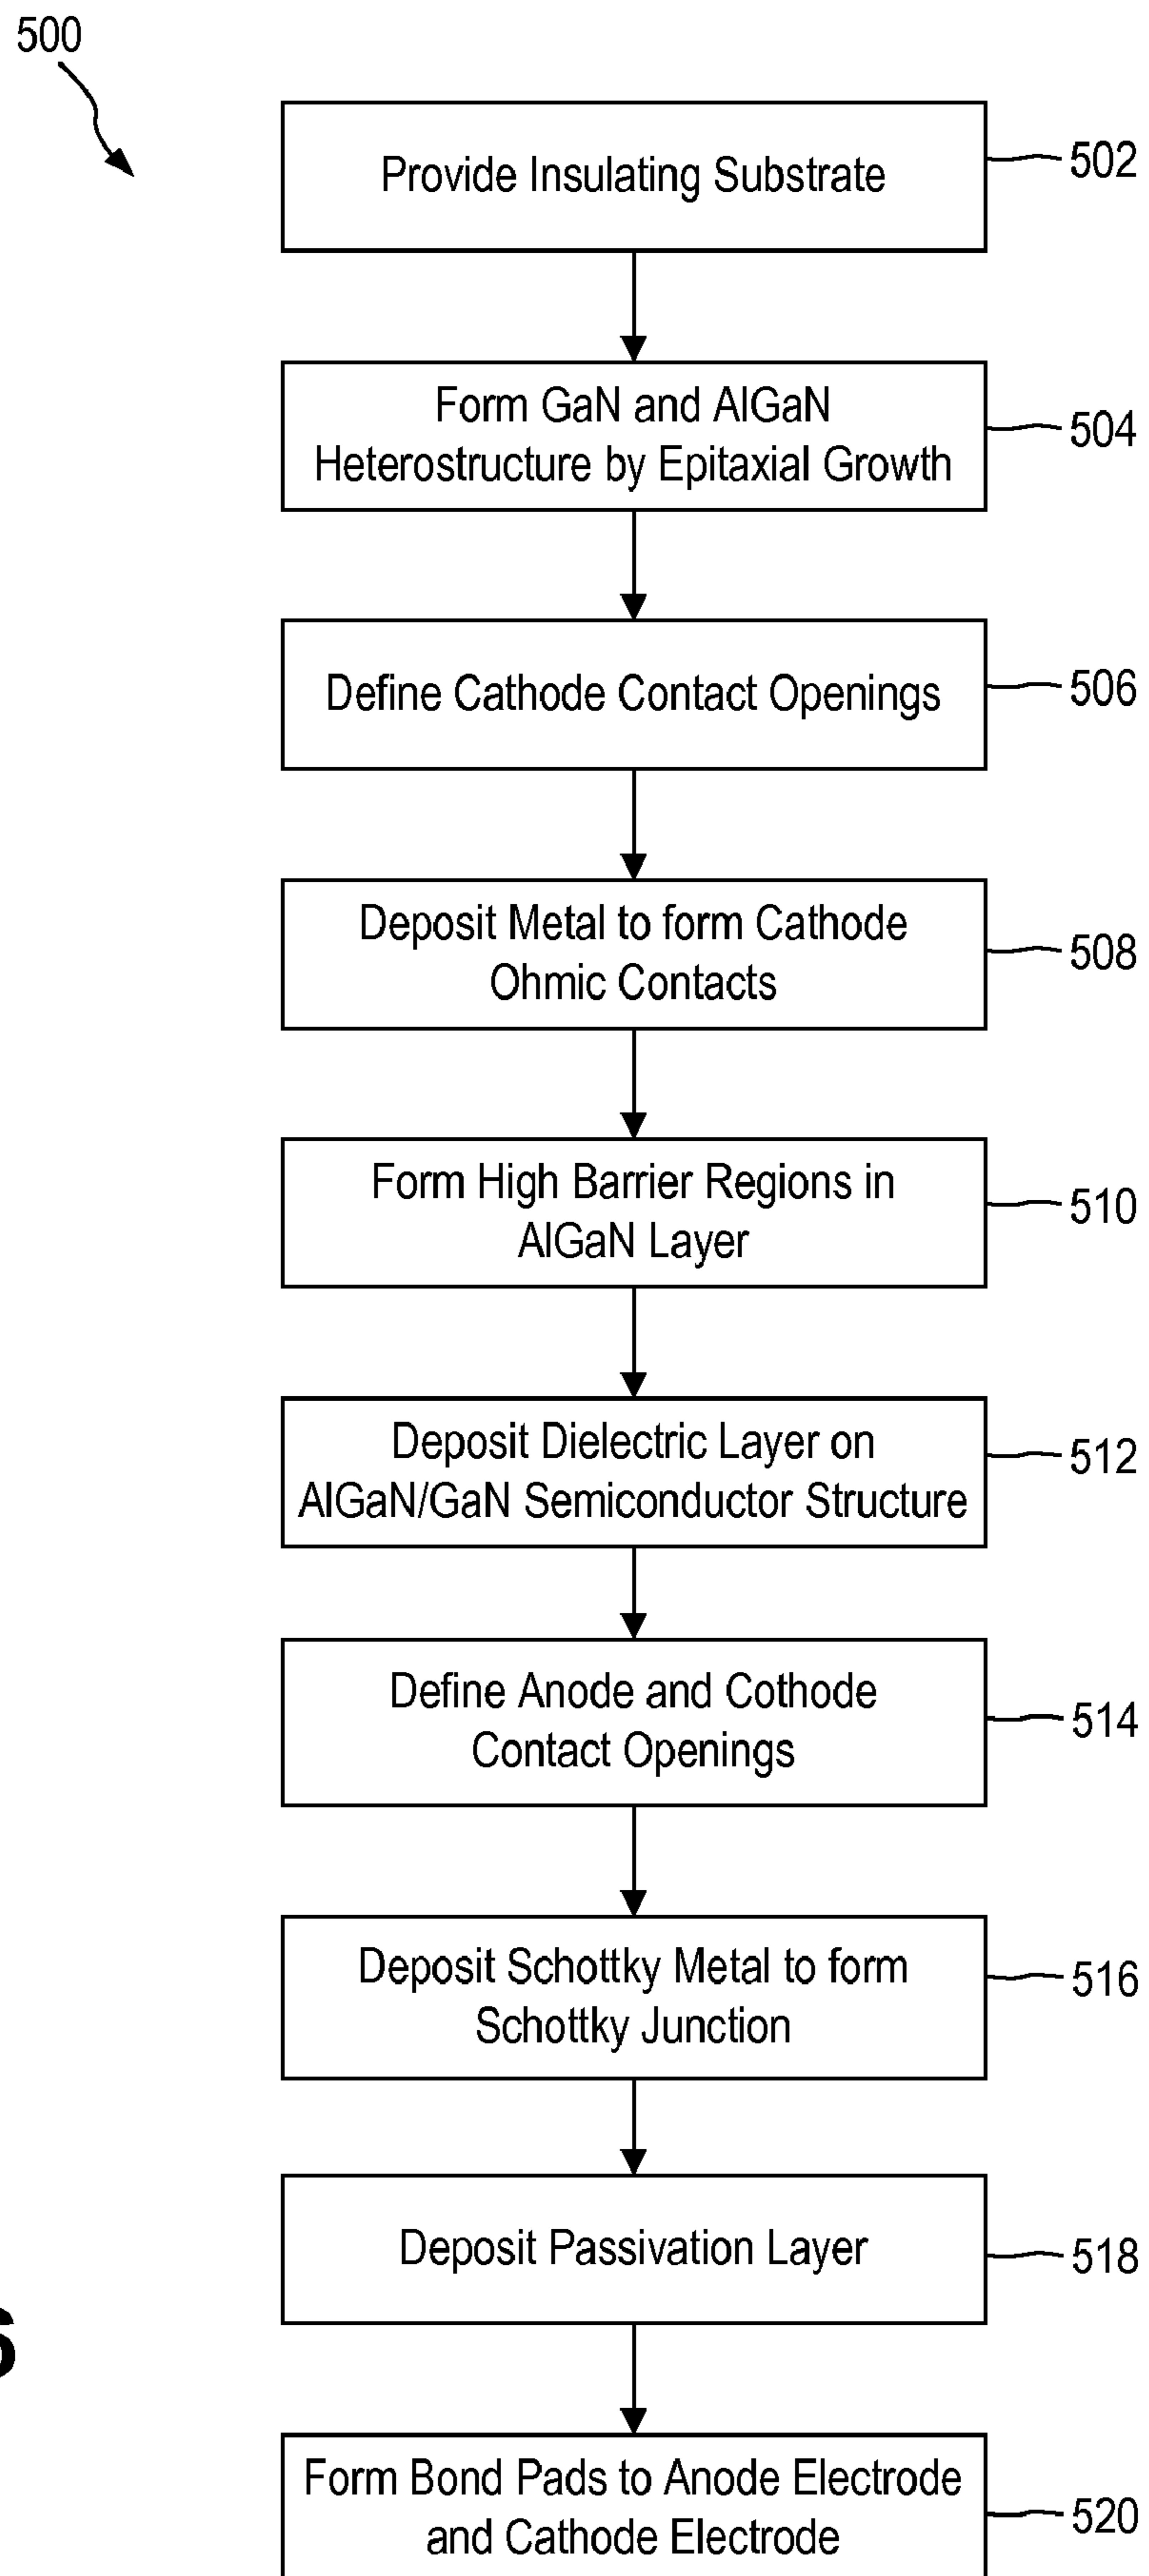 500
Provide Insulating Substrate
502
Form GaN and AlGaN
Heterostructure by Epitaxial Growth
504
Define Cathode Contact Openings
506
Deposit Metal to form Cathode
Ohmic Contacts
508
Form High Barrier Regions in
AlGaN Layer
510
Deposit Dielectric Layer on
AlGaN/GaN Semiconductor Structure
512
Define Anode and Cothode
Contact Openings
514
Deposit Schottky Metal to form
Schottky Junction
516
Deposit Passivation Layer
518
Form Bond Pads to Anode Electrode
and Cathode Electrode
520